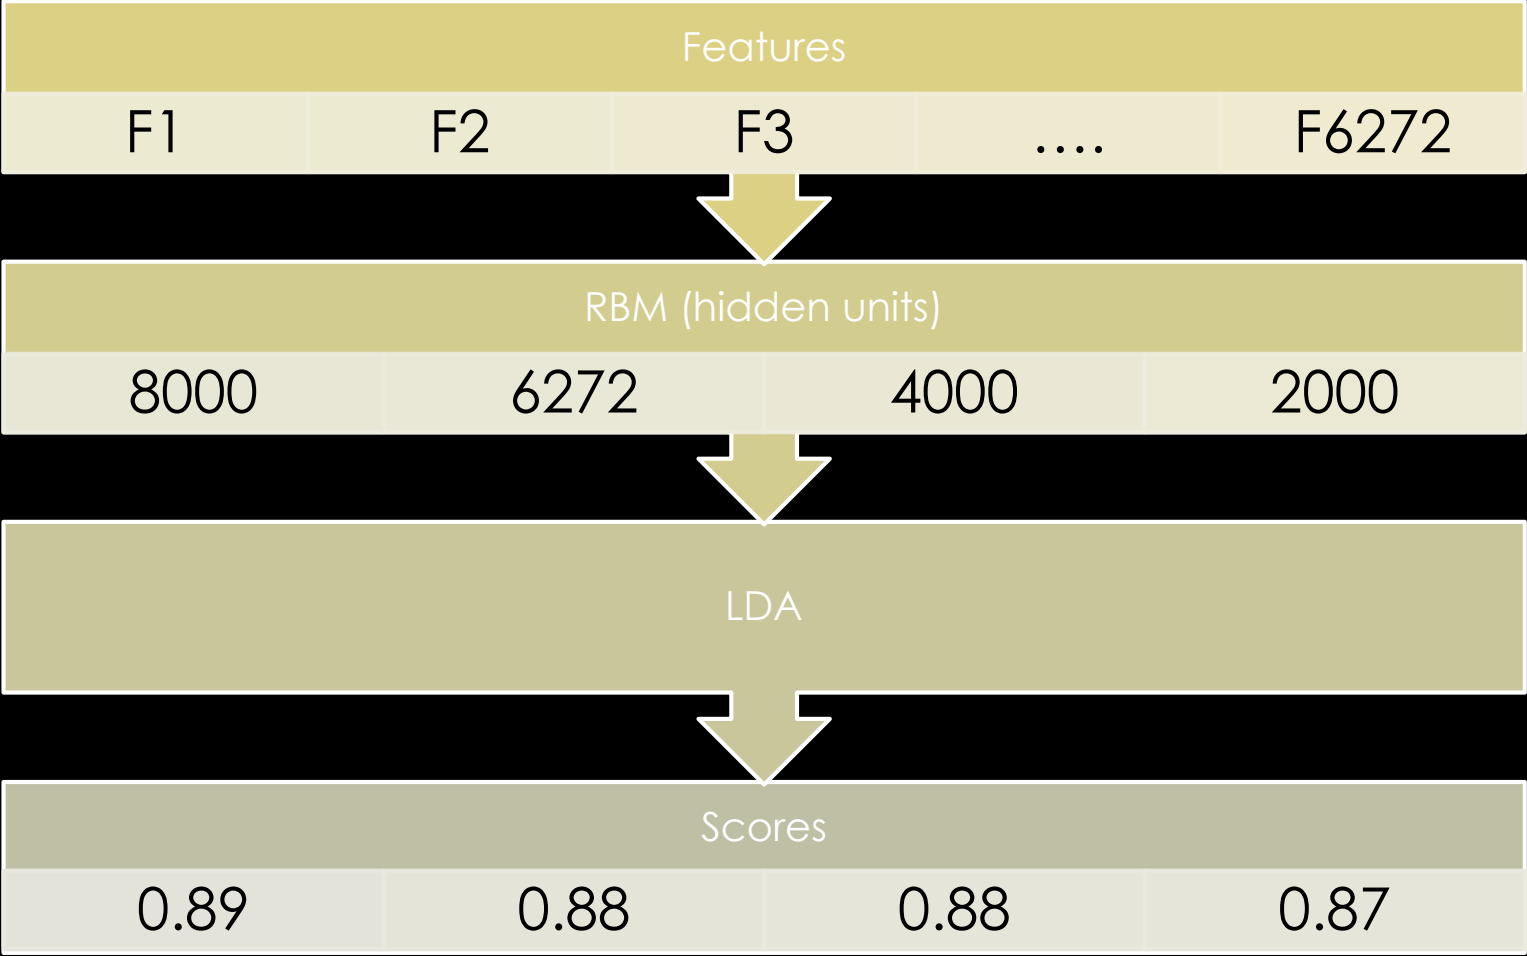 Features
F1 F2 F3 .... F6272
RBM (hidden units)
8000 6272 4000 2000
LDA
Scores
0.89 0.88 0.88 0.87